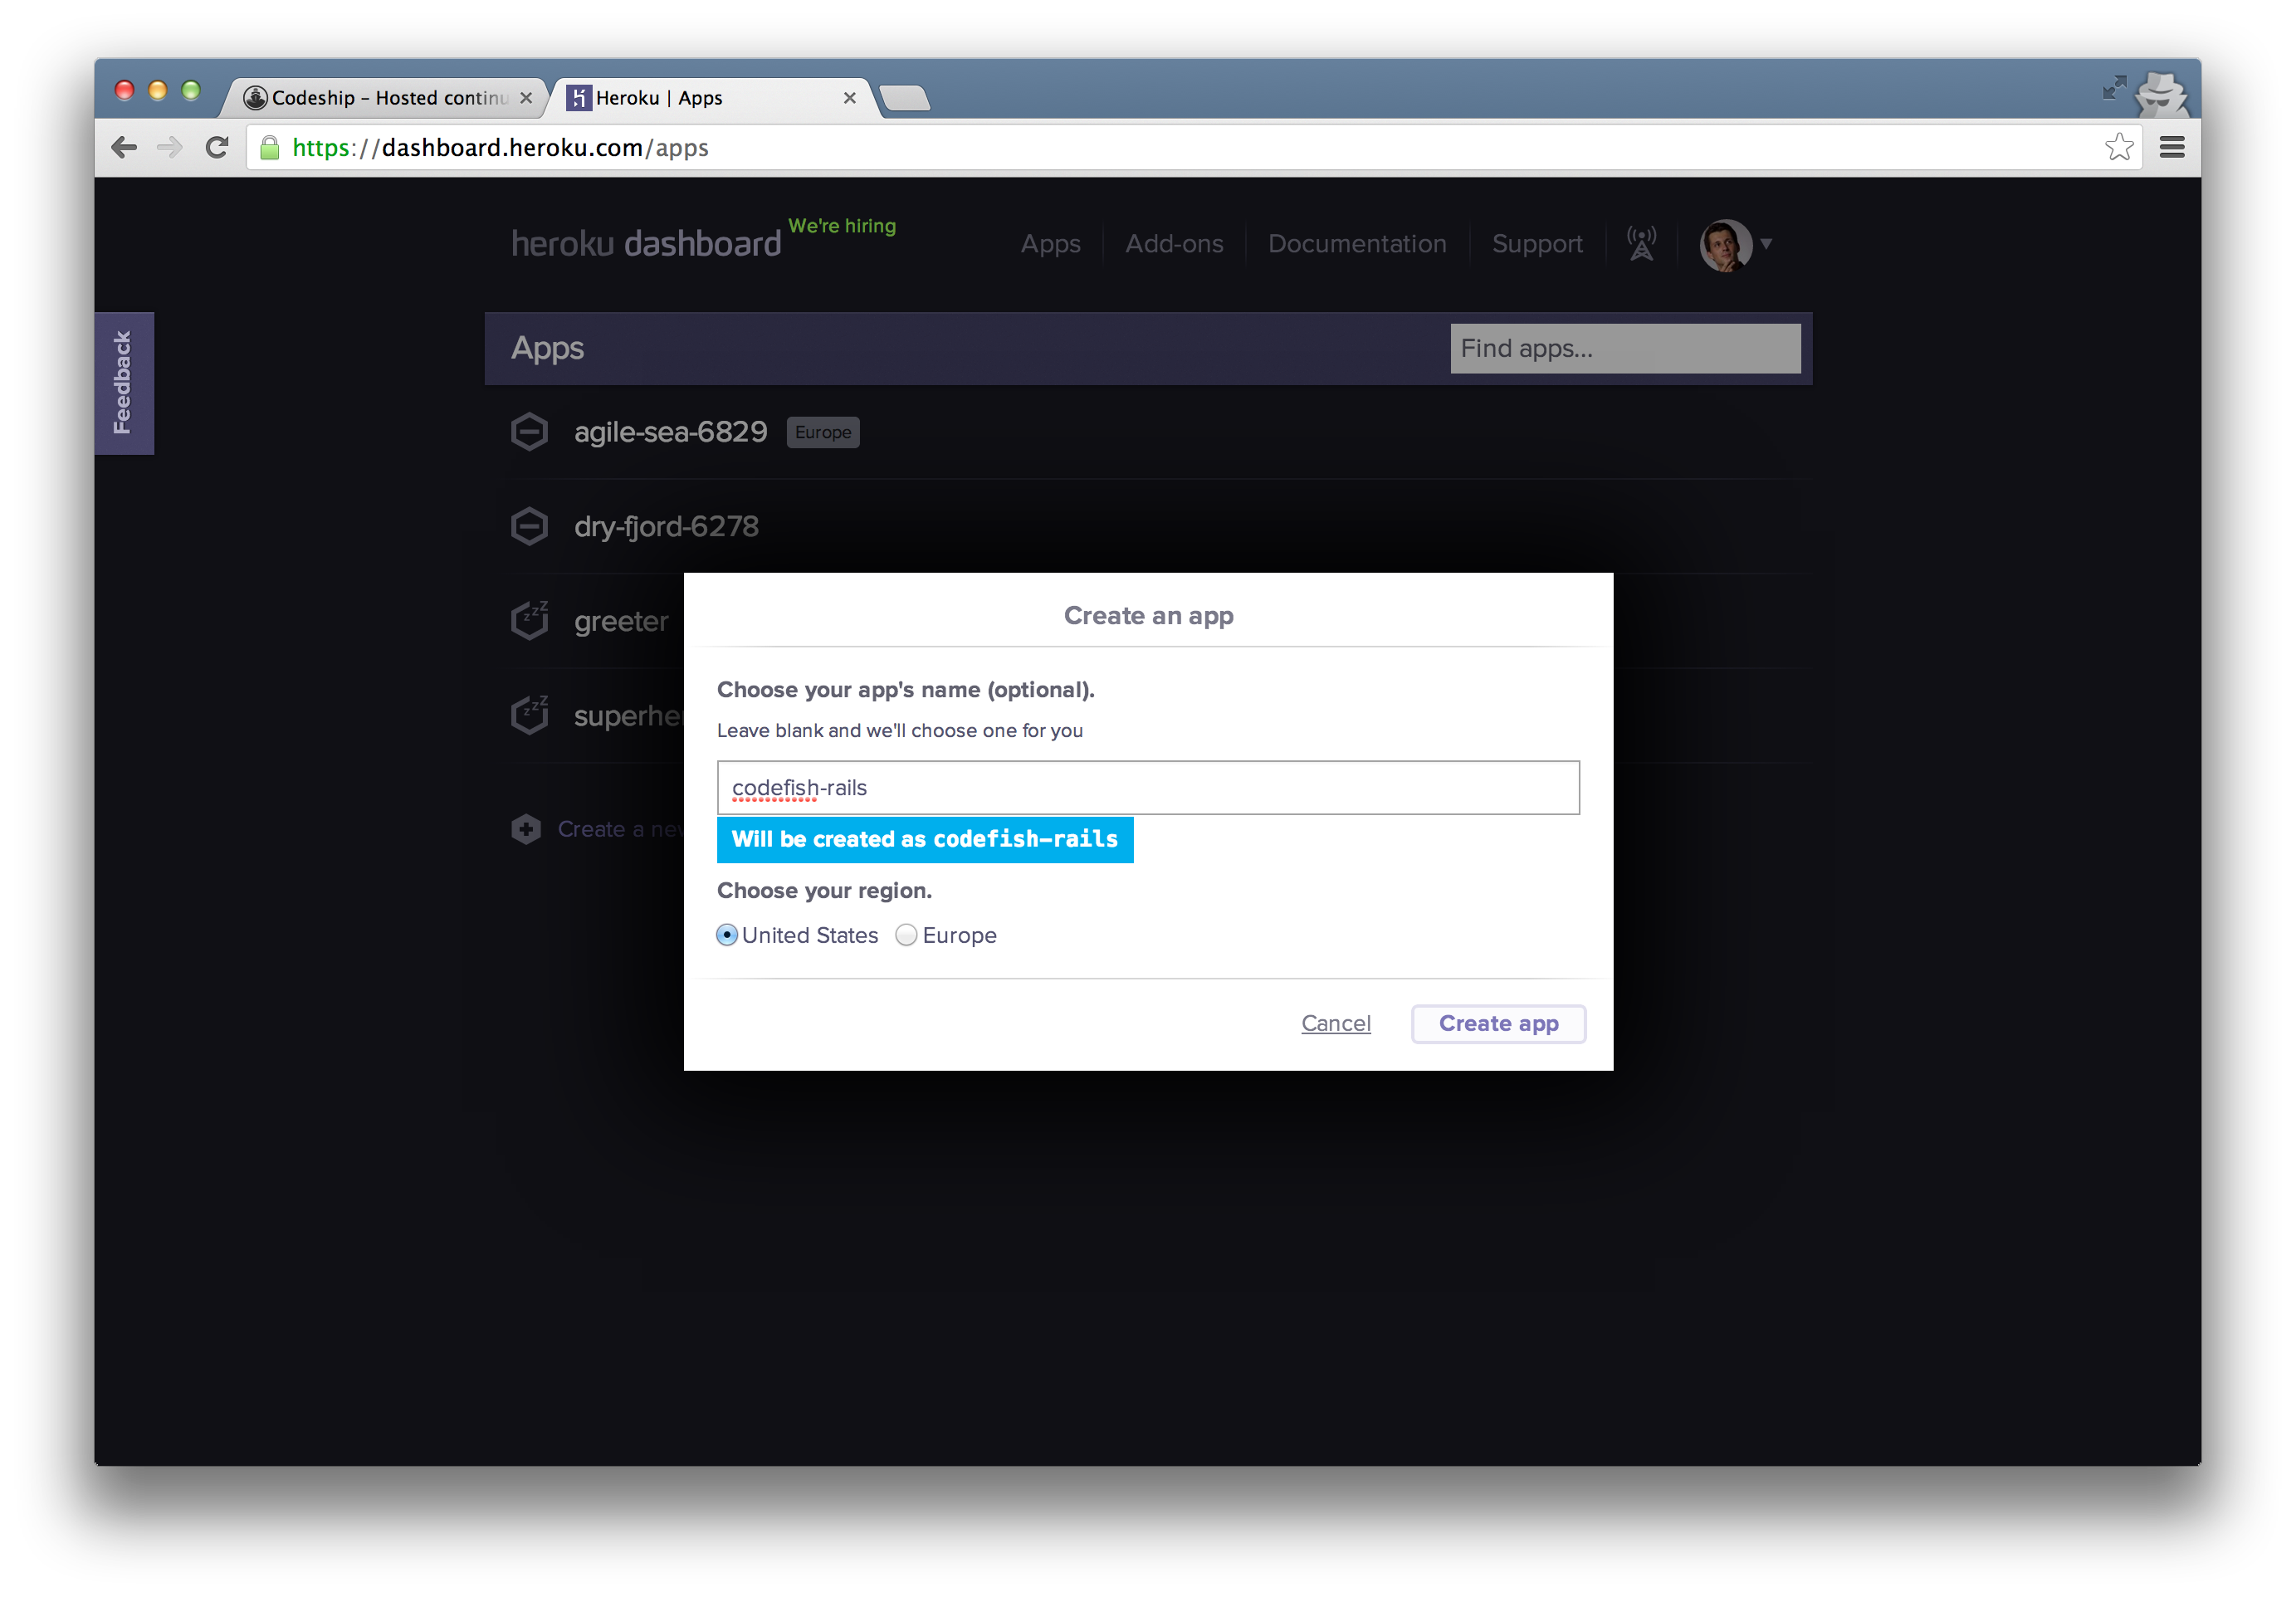 Codeship – Hosted continu
Heroku | Apps
https://dashboard.heroku.com/apps
heroku dashboard We're hiring
Apps Add-ons Documentation Support
Feedback
Apps
Find apps...
agile-sea-6829 Europe
dry-fjord-6278
greeter
superhe
Create a new
Create an app
Choose your app's name (optional).
Leave blank and we'll choose one for you
codefish-rails
Will be created as codefish-rails
Choose your region.
United States Europe
Cancel Create app